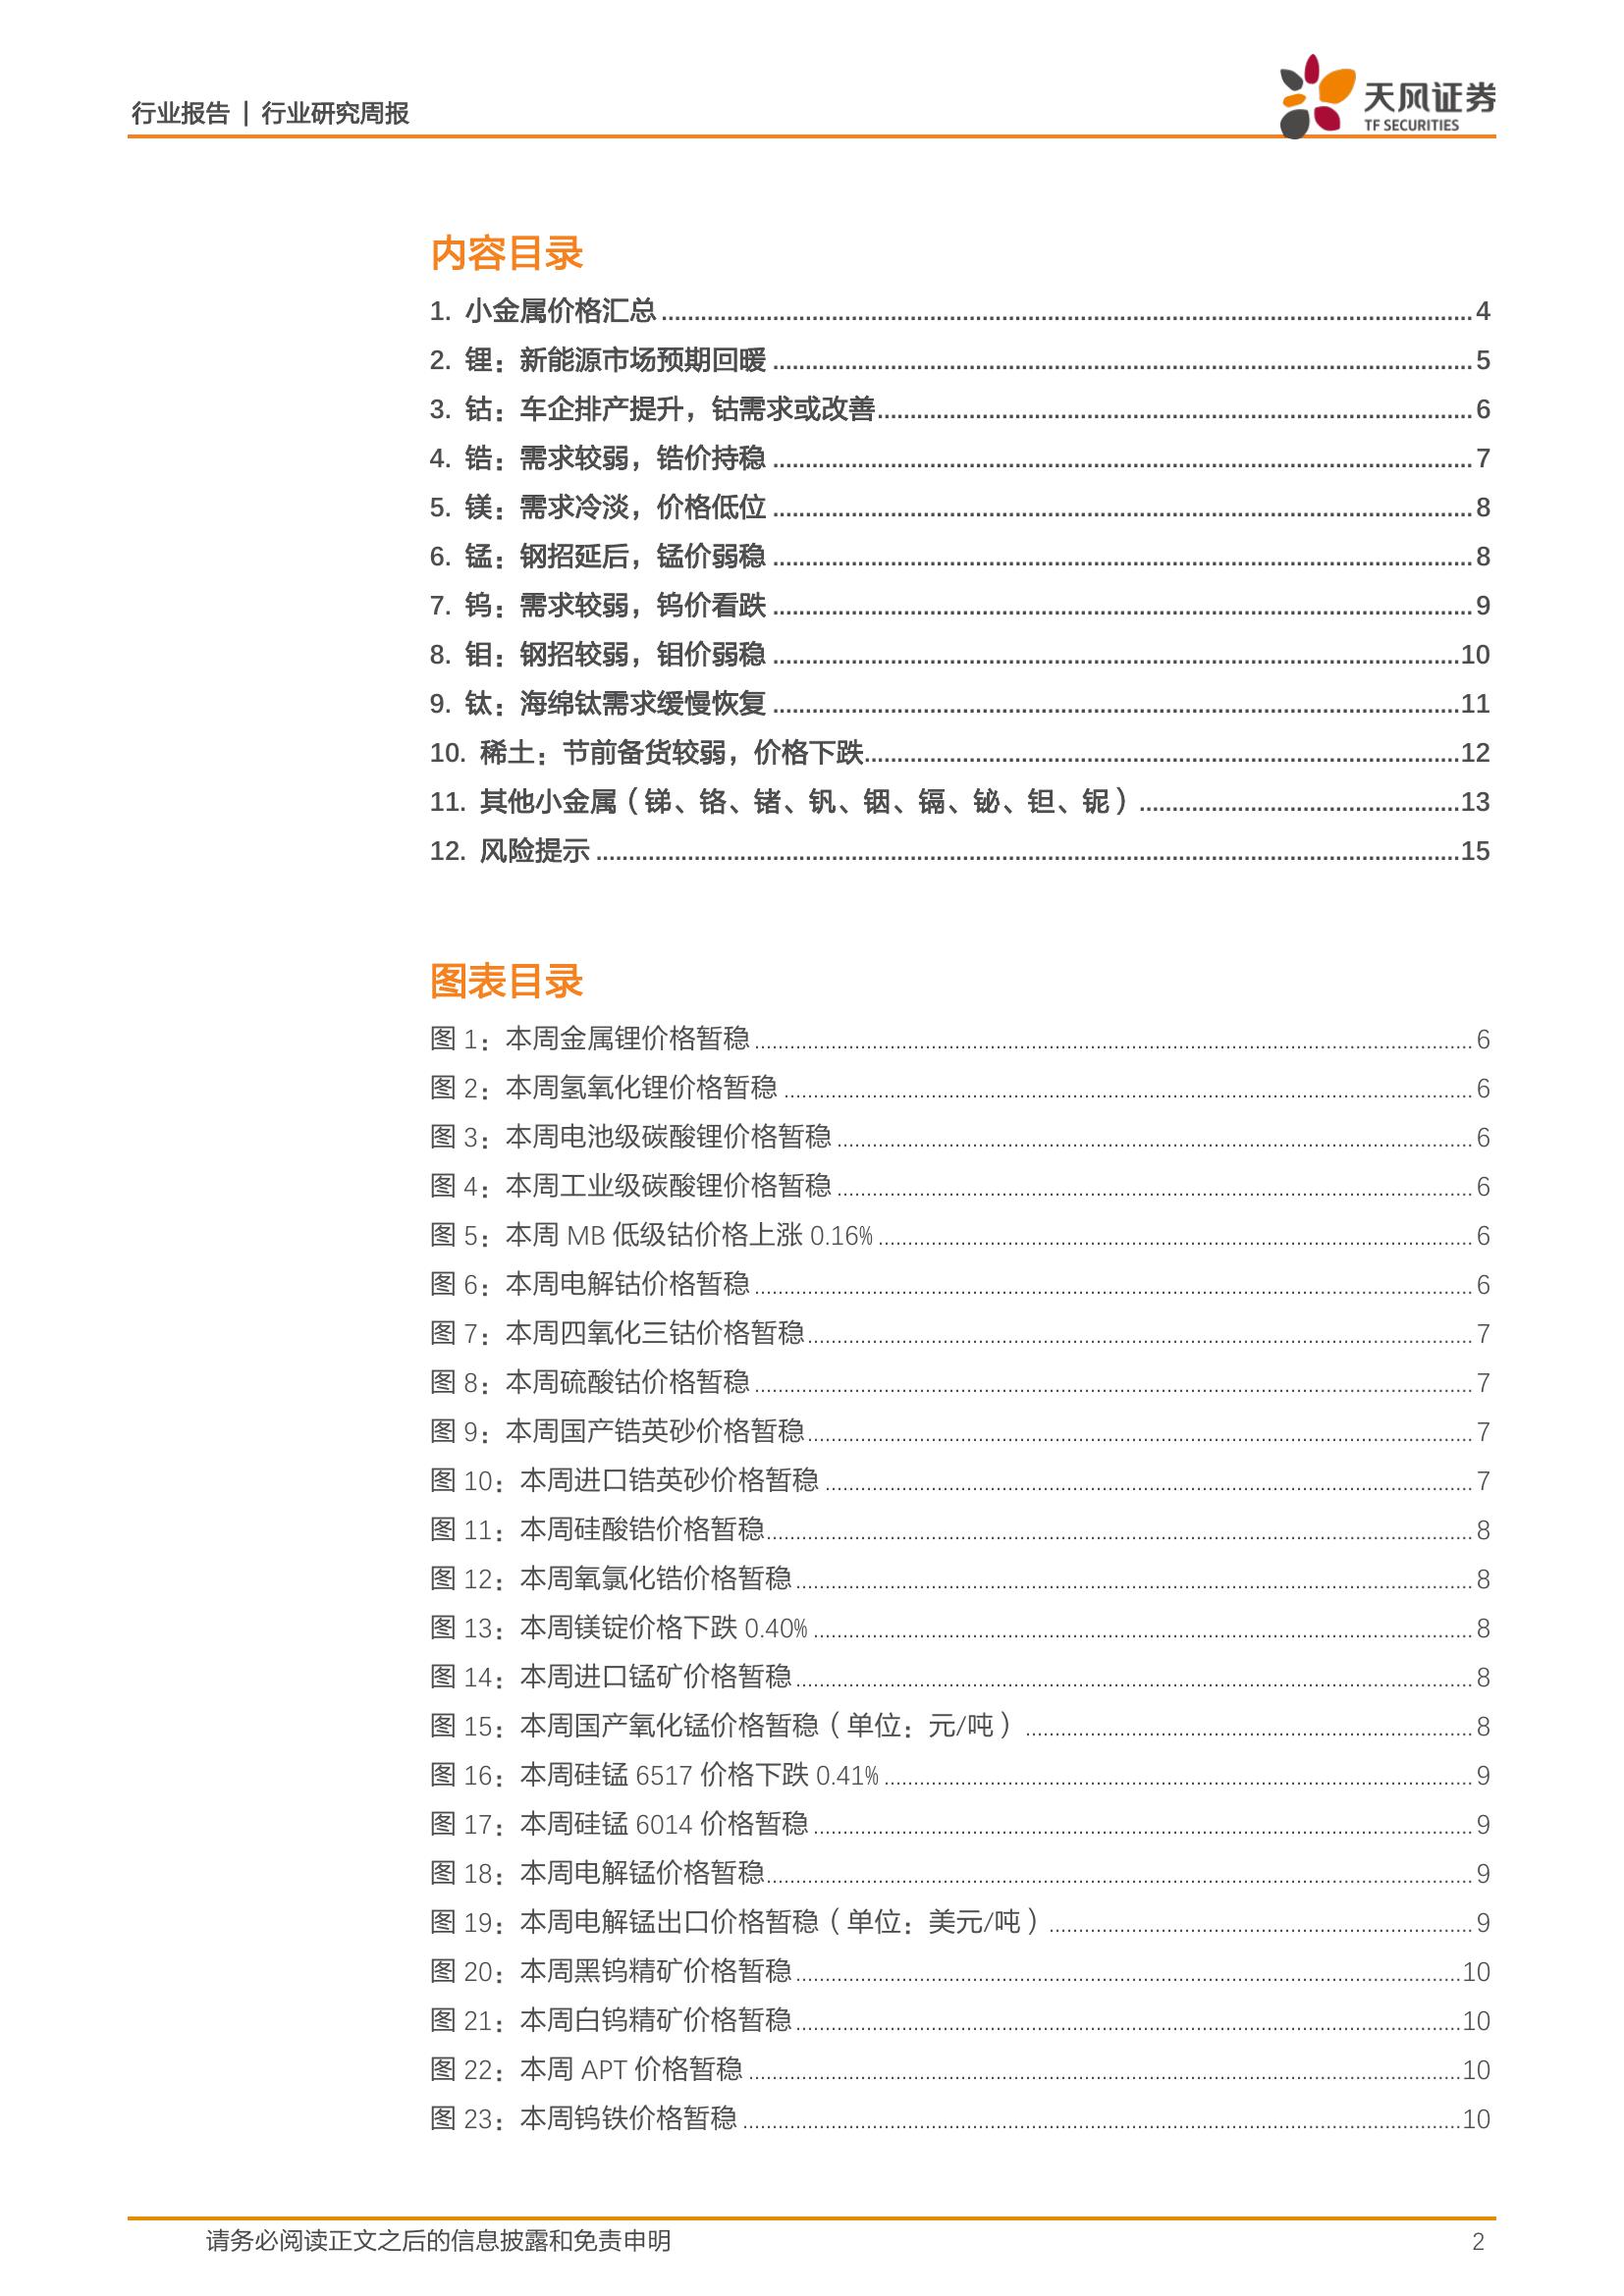 行业报告 | 行业研究周报
天风证券
TF SECURITIES
内容目录
1. 小金属价格汇总 4
2. 锂：新能源市场预期回暖 5
3. 钴：车企排产提升，钴需求或改善 6
4. 锆：需求较弱，锆价持稳 7
5. 镁：需求冷淡，价格低位 8
6. 锰：钢招延后，锰价弱稳 8
7. 钨：需求较弱，钨价看跌 9
8. 钼：钢招较弱，钼价弱稳 10
9. 钛：海绵钛需求缓慢恢复 11
10. 稀土：节前备货较弱，价格下跌 12
11. 其他小金属（锑、铬、锗、钒、铟、镉、铋、钽、铌） 13
12. 风险提示 15
图表目录
图 1：本周金属锂价格暂稳 6
图 2：本周氢氧化锂价格暂稳 6
图 3：本周电池级碳酸锂价格暂稳 6
图 4：本周工业级碳酸锂价格暂稳 6
图 5：本周 MB 低级钴价格上涨 0.16% 6
图 6：本周电解钴价格暂稳 6
图 7：本周四氧化三钴价格暂稳 7
图 8：本周硫酸钴价格暂稳 7
图 9：本周国产锆英砂价格暂稳 7
图 10：本周进口锆英砂价格暂稳 7
图 11：本周硅酸锆价格暂稳 8
图 12：本周氧氯化锆价格暂稳 8
图 13：本周镁锭价格下跌 0.40% 8
图 14：本周进口锰矿价格暂稳 8
图 15：本周国产氧化锰价格暂稳（单位：元/吨） 8
图 16：本周硅锰 6517 价格下跌 0.41% 9
图 17：本周硅锰 6014 价格暂稳 9
图 18：本周电解锰价格暂稳 9
图 19：本周电解锰出口价格暂稳（单位：美元/吨） 9
图 20：本周黑钨精矿价格暂稳 10
图 21：本周白钨精矿价格暂稳 10
图 22：本周 APT 价格暂稳 10
图 23：本周钨铁价格暂稳 10
请务必阅读正文之后的信息披露和免责申明 2